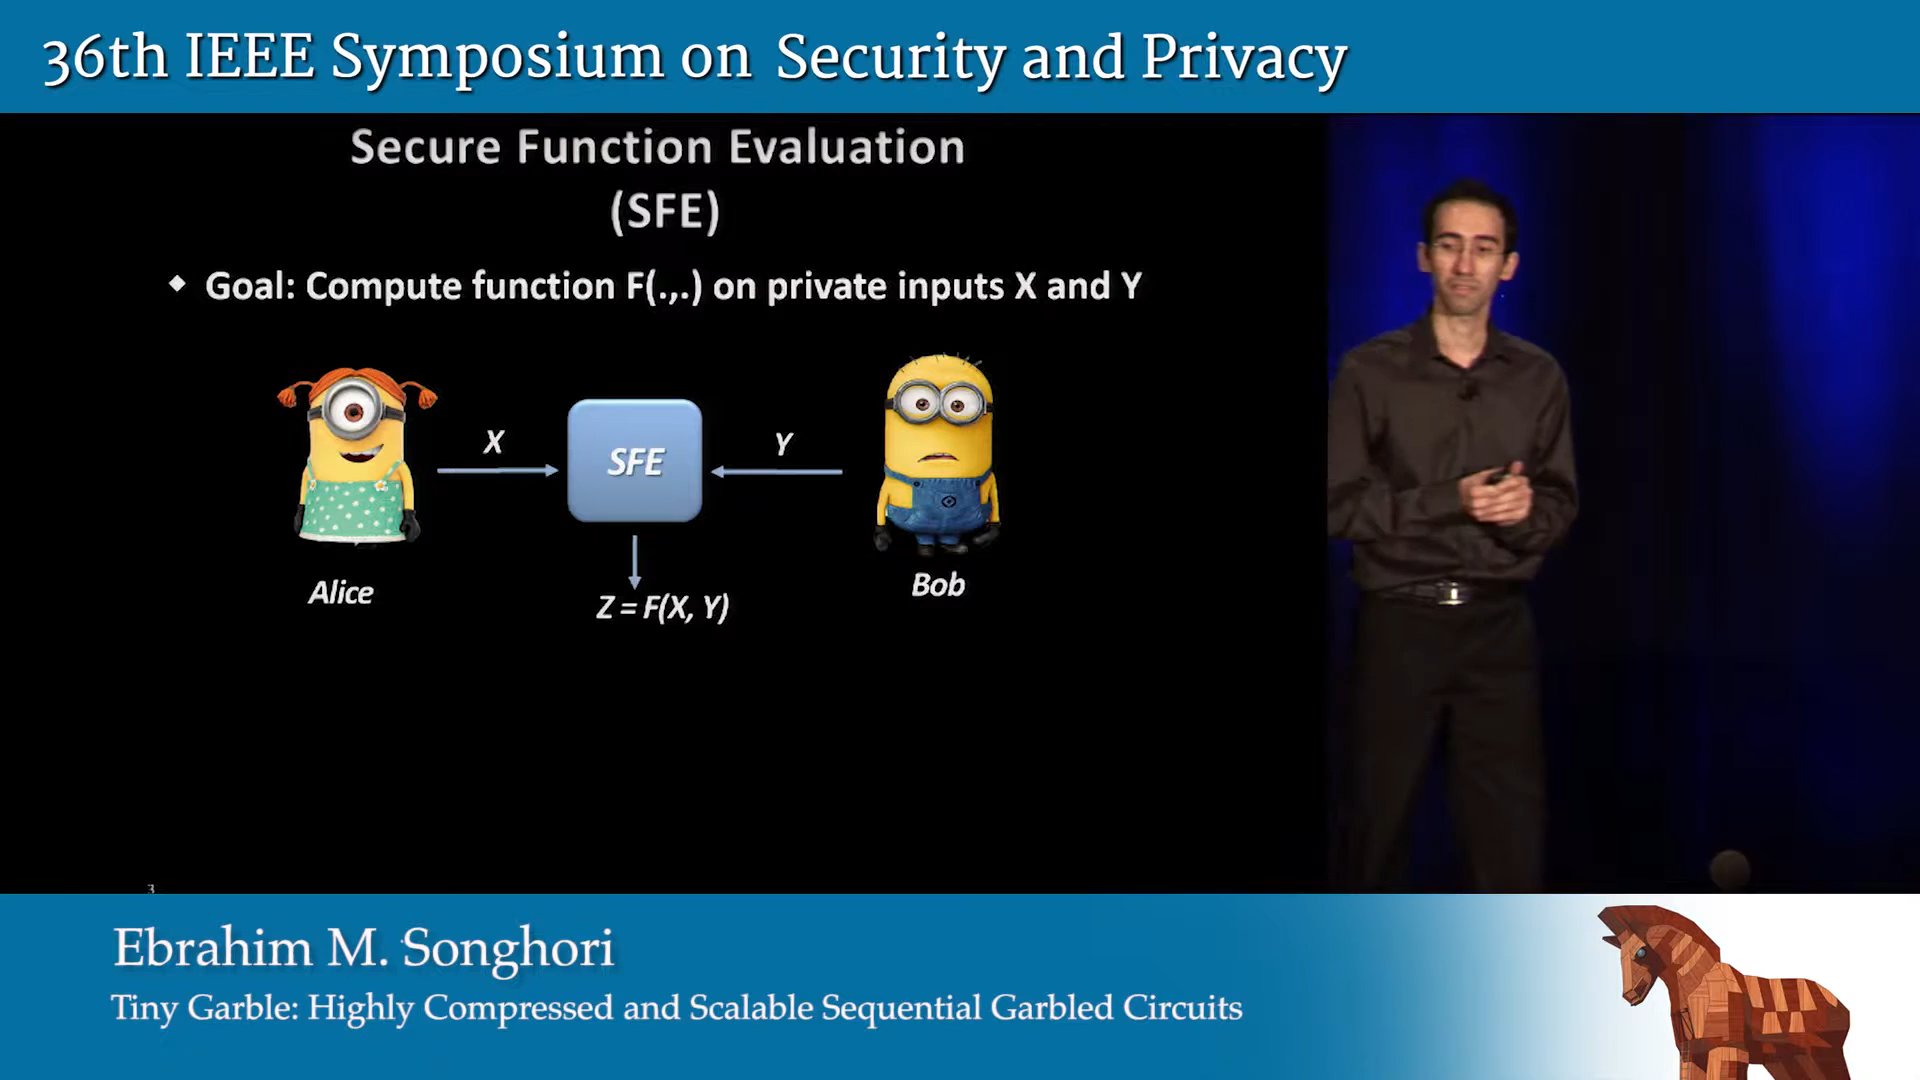 36th IEEE Symposium on Security and Privacy
Secure Function Evaluation
(SFE)
◆ Goal: Compute function F(.,.) on private inputs X and Y
X
SFE
Y
Alice
Z = F(X, Y)
Bob
3
Ebrahim M. Songhori
Tiny Garble: Highly Compressed and Scalable Sequential Garbled Circuits